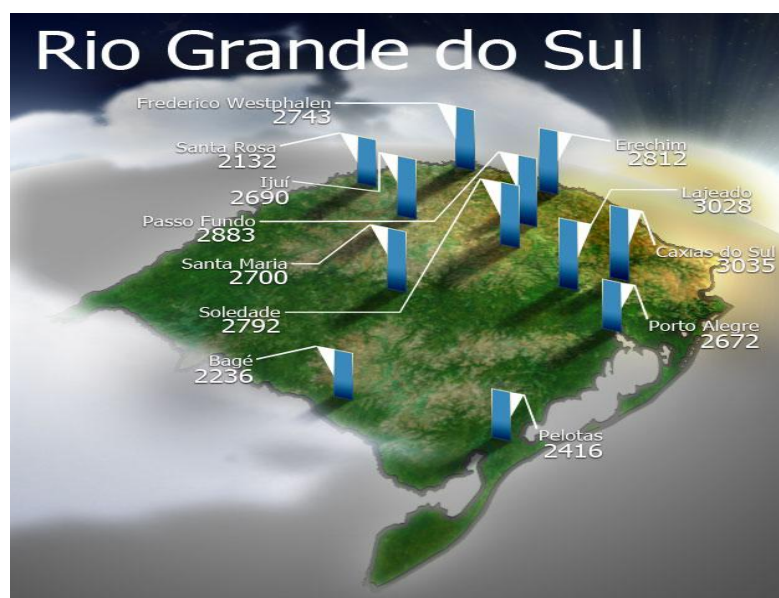 Rio Grande do Sul
Frederico Westphalen
2743
Santa Rosa
2132
Ijuí
2690
Passo Fundo
2883
Santa Maria
2700
Soledade
2792
Bagé
2236
Erechim
2812
Lajeado
3028
Caxias do Sul
3035
Porto Alegre
2672
Pelotas
2416